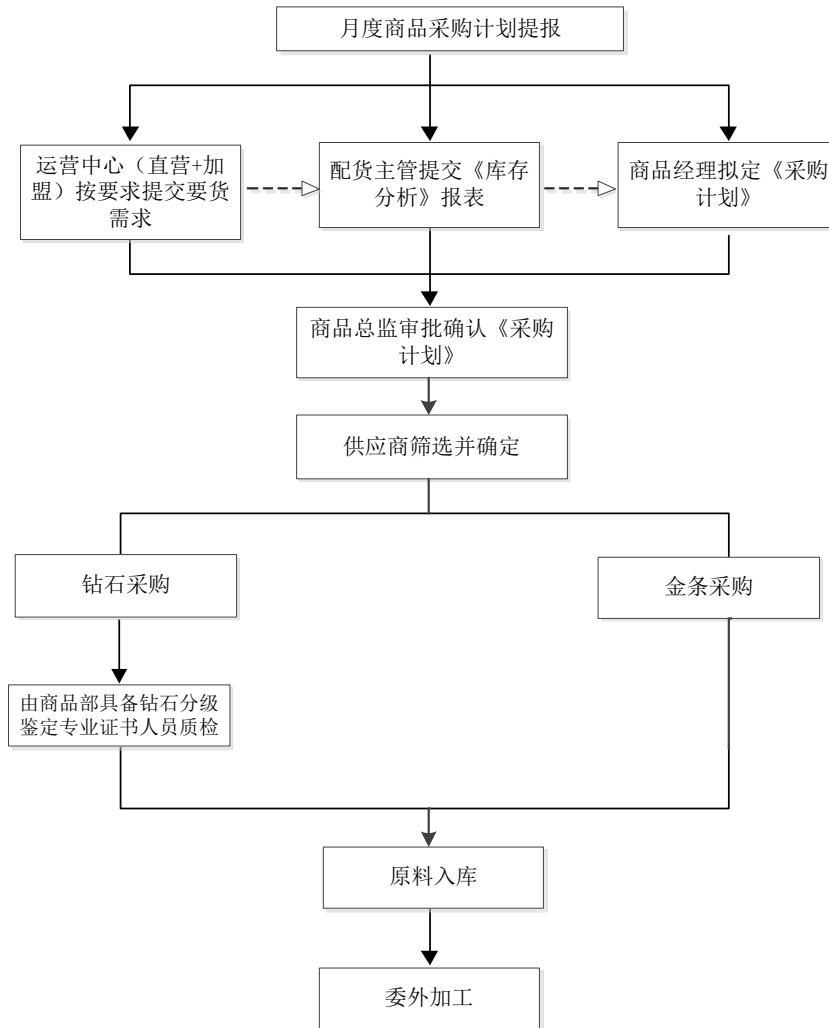 月度商品采购计划提报
运营中心（直营+加
盟）按要求提交要货
需求
配货主管提交《库存
分析》报表
商品经理拟定《采购
计划》
商品总监审批确认《采购
计划》
供应商筛选并确定
钻石采购
金条采购
由商品部具备钻石分级
鉴定专业证书人员质检
原料入库
委外加工